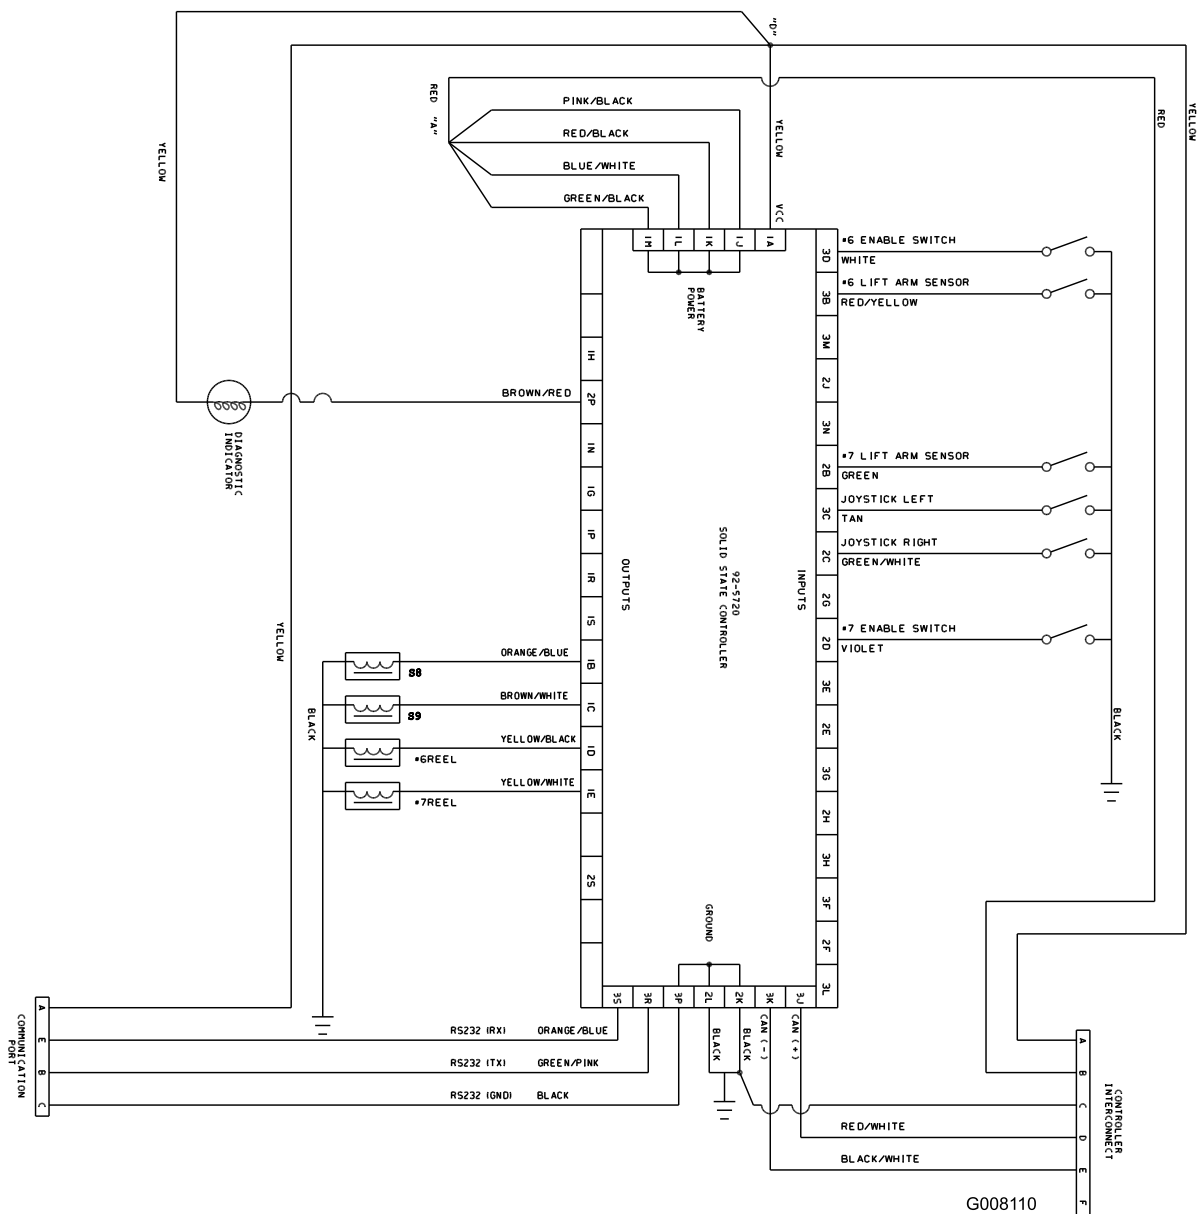 "D"
RED "A"
PINK/BLACK
RED/BLACK
BLUE/WHITE
GREEN/BLACK
YELLOW
YELLOW
VCC
RED
YELLOW
1M
1L
1K
1J
1A
BATTERY
POWER
3D
#6 ENABLE SWITCH
WHITE
3B
#6 LIFT ARM SENSOR
RED/YELLOW
3M
2J
3N
2B
#7 LIFT ARM SENSOR
GREEN
3C
JOYSTICK LEFT
TAN
2C
JOYSTICK RIGHT
GREEN/WHITE
2G
2D
#7 ENABLE SWITCH
VIOLET
3E
2E
3G
2H
3H
3F
2F
3L
BLACK
1H
2P
BROWN/RED
DIAGNOSTIC
INDICATOR
1N
1G
1P
1R
1S
OUTPUTS
92-5720
SOLID STATE CONTROLLER
INPUTS
YELLOW
1B
ORANGE/BLUE
S8
1C
BROWN/WHITE
S9
1D
YELLOW/BLACK
#6REEL
1E
YELLOW/WHITE
#7REEL
BLACK
2S
GROUND
3S
3R
3P
2L
2K
3K
3J
BLACK
BLACK
CAN (-)
CAN (+)
A
E
B
C
COMMUNICATION
PORT
RS232 (RX) ORANGE/BLUE
RS232 (TX) GREEN/PINK
RS232 (GND) BLACK
RED/WHITE
BLACK/WHITE
A
B
C
D
E
F
CONTROLLER
INTERCONNECT
G008110